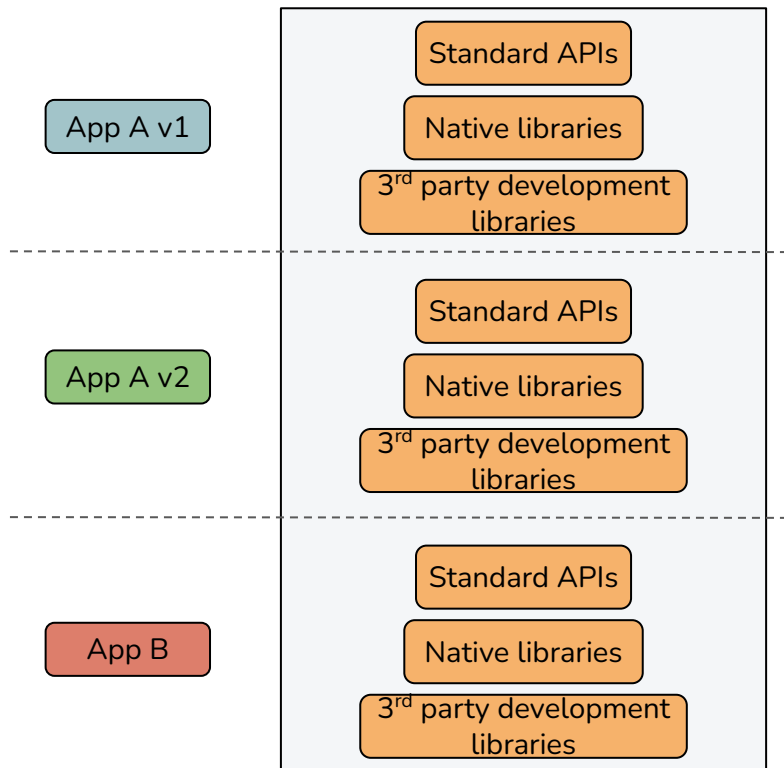 Standard APIs
App A v1
Native libraries
3rd party development
libraries
Standard APIs
App A v2
Native libraries
3rd party development
libraries
Standard APIs
App B
Native libraries
3rd party development
libraries